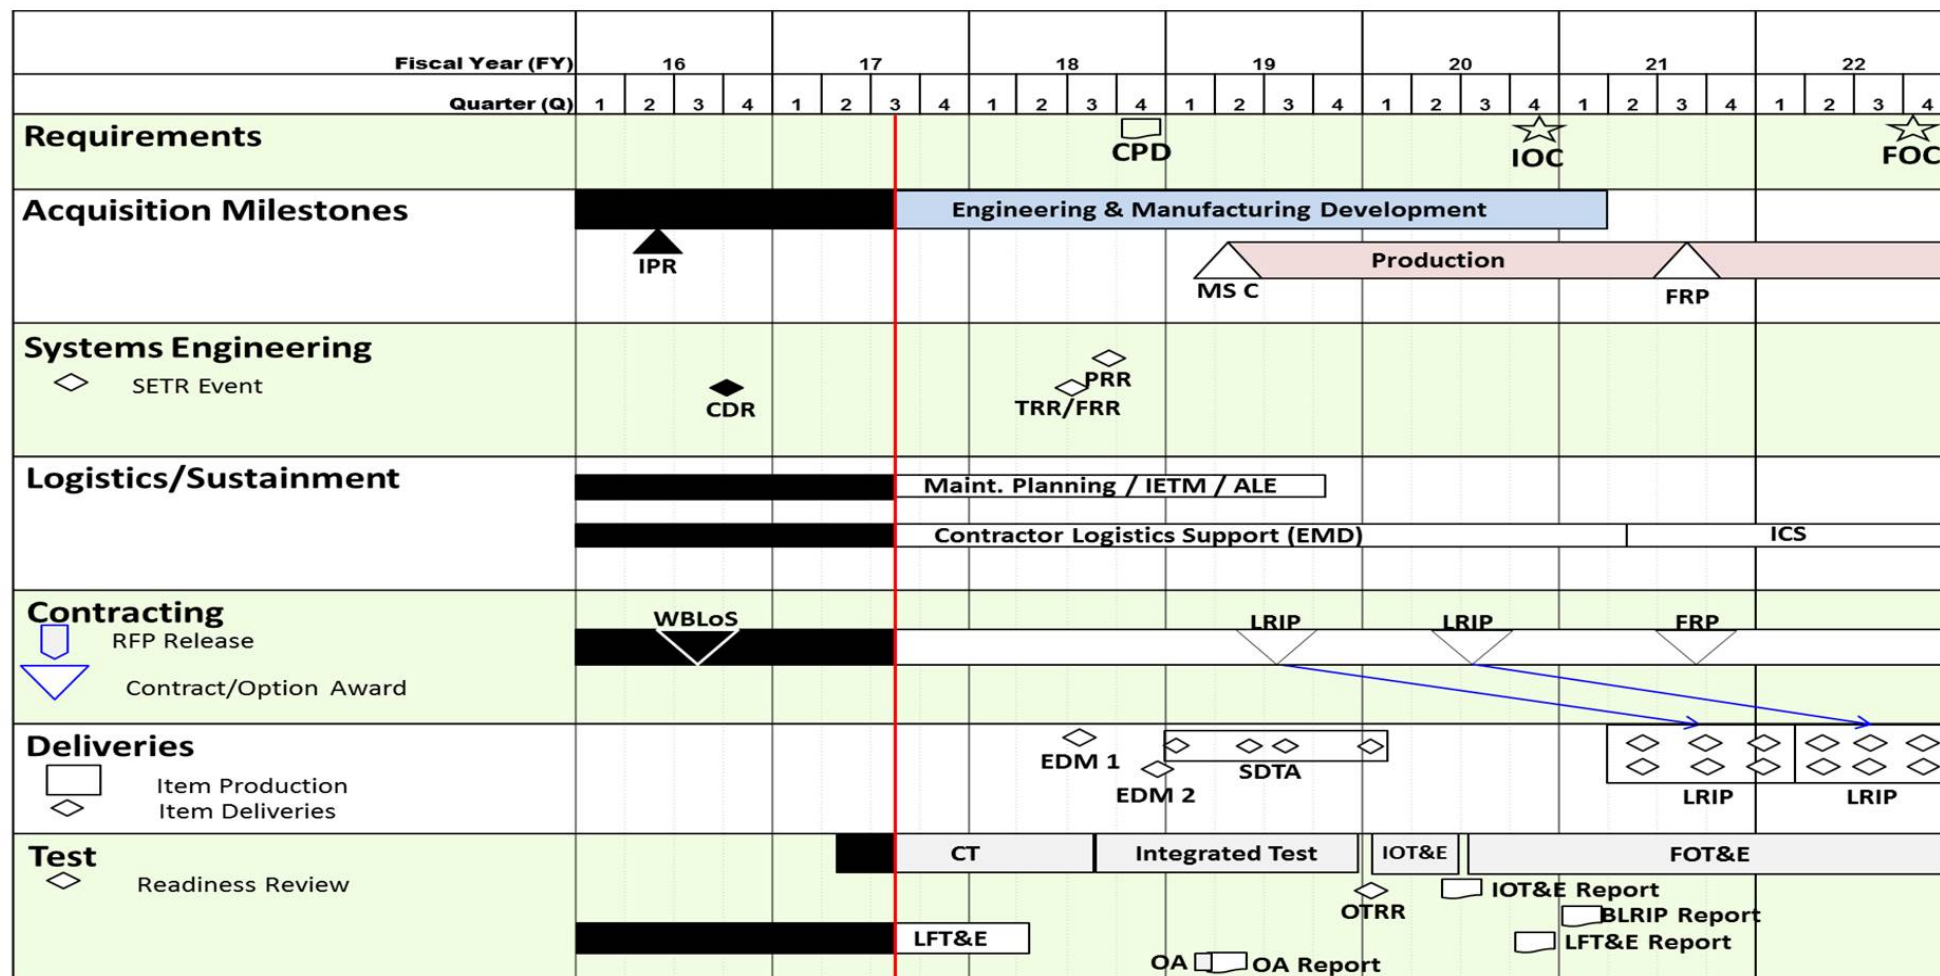 Fiscal Year (FY) 16 17 18 19 20 21 22
Quarter (Q) 1 2 3 4 1 2 3 4 1 2 3 4 1 2 3 4 1 2 3 4 1 2 3 4 1 2 3 4
Requirements
CPD
IOC
FOC
Acquisition Milestones
Engineering & Manufacturing Development
IPR
Production
MS C
FRP
Systems Engineering
SETR Event
CDR
PRR
TRR/FRR
Logistics/Sustainment
Maint. Planning / IETM / ALE
Contractor Logistics Support (EMD)
ICS
Contracting
RFP Release
Contract/Option Award
WBLoS
LRIP
LRIP
FRP
Deliveries
Item Production
Item Deliveries
EDM 1
EDM 2
SDTA
LRIP
LRIP
Test
Readiness Review
CT
Integrated Test
IOT&E
FOT&E
OTRR
IOT&E Report
BLRIP Report
LFT&E
LFT&E Report
OA
OA Report